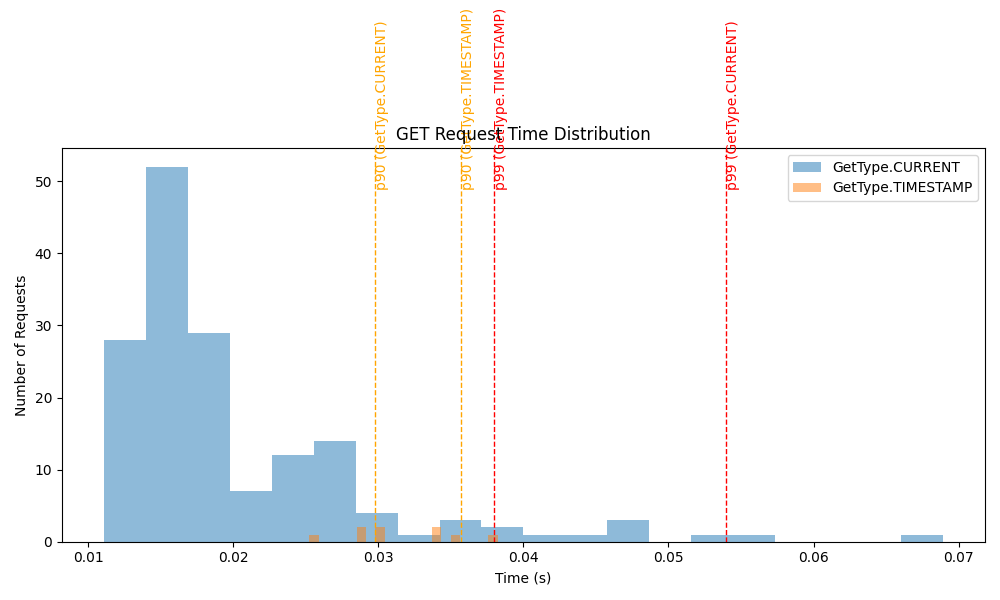 p90 (GetType.CURRENT)
p90 (GetType.TIMESTAMP)
p99 (GetType.TIMESTAMP)
p99 (GetType.CURRENT)
GET Request Time Distribution
GetType.CURRENT
GetType.TIMESTAMP
Number of Requests
50
40
30
20
10
0
0.01
0.02
0.03
0.04
0.05
0.06
0.07
Time (s)